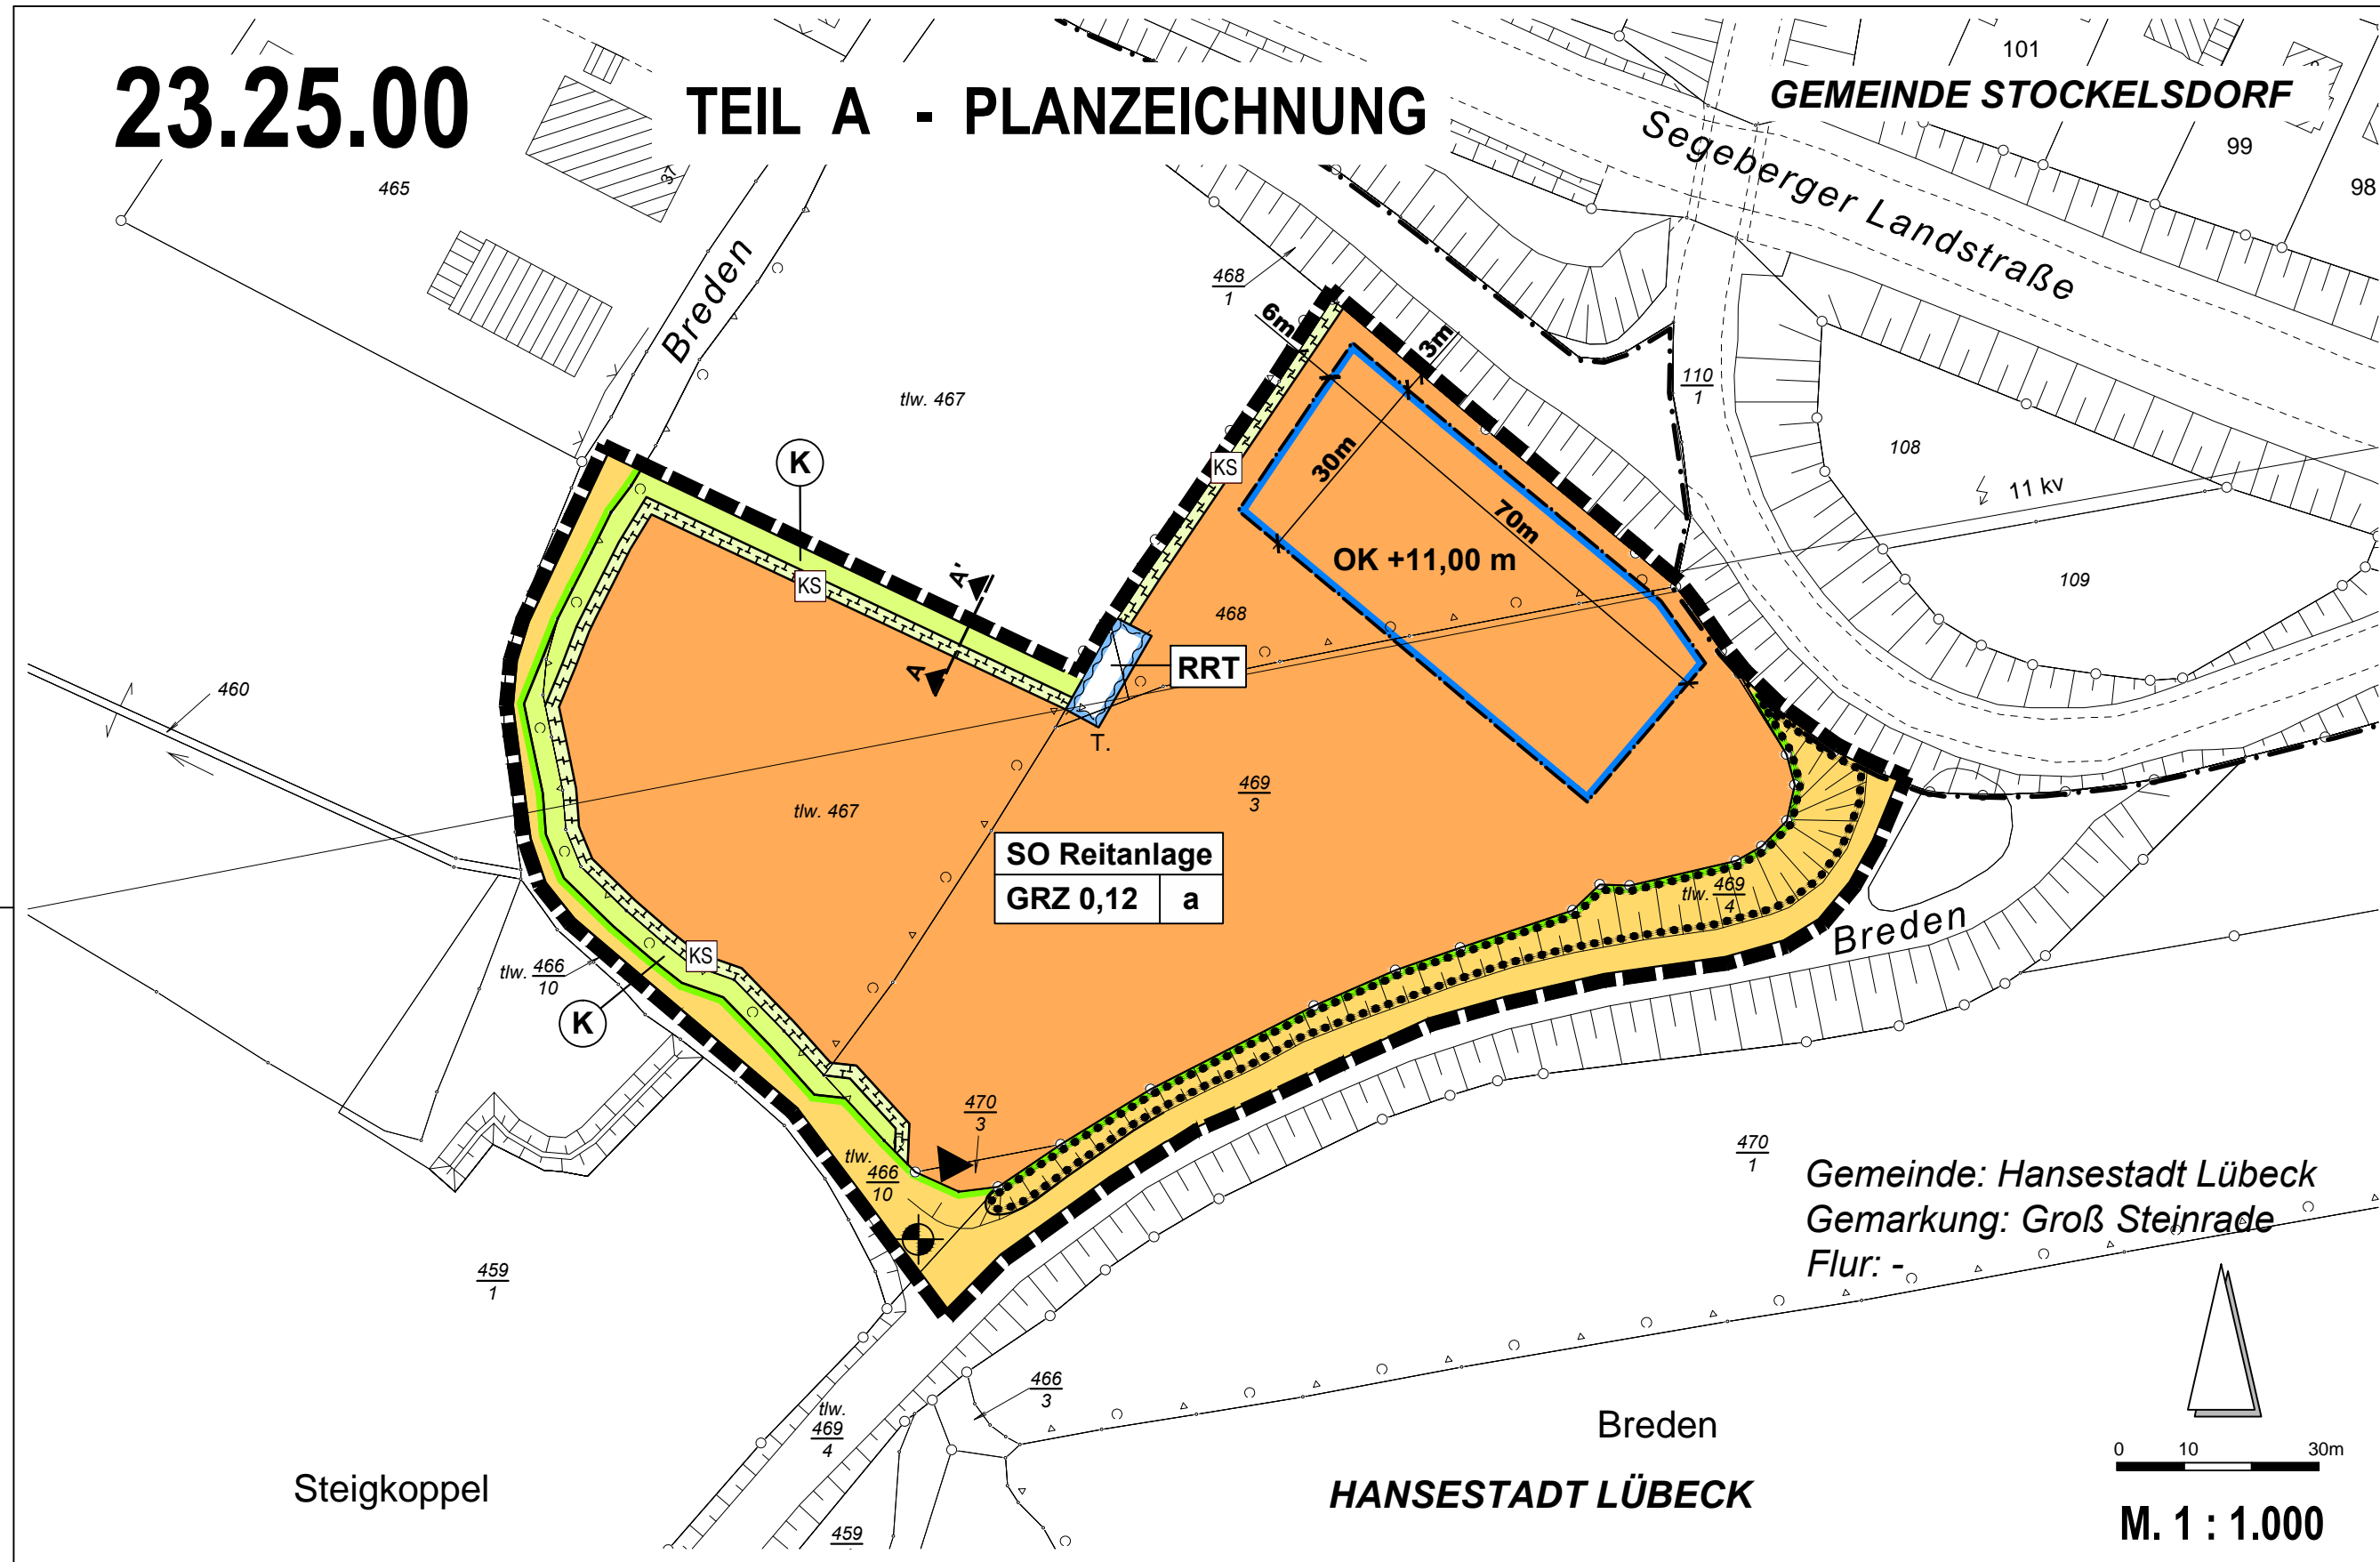 23.25.00
TEIL A - PLANZEICHNUNG
GEMEINDE STOCKELSDORF
101
99
98
465
37
Segeberger Landstraße
Breden
468
1
6m
3m
110
1
tlw. 467
108
K
KS
30m
11 kv
70m
OK +11,00 m
KS
A'
109
468
A
RRT
460
T.
469
3
tlw. 467
SO Reitanlage
GRZ 0,12 a
tlw. 469
4
Breden
KS
tlw. 466
10
K
470
3
470
1
tlw.
466
10
Gemeinde: Hansestadt Lübeck
Gemarkung: Groß Steinrade
Flur: -
459
1
466
3
tlw.
469
4
Breden
0 10 30m
Steigkoppel
HANSESTADT LÜBECK
M. 1 : 1.000
459